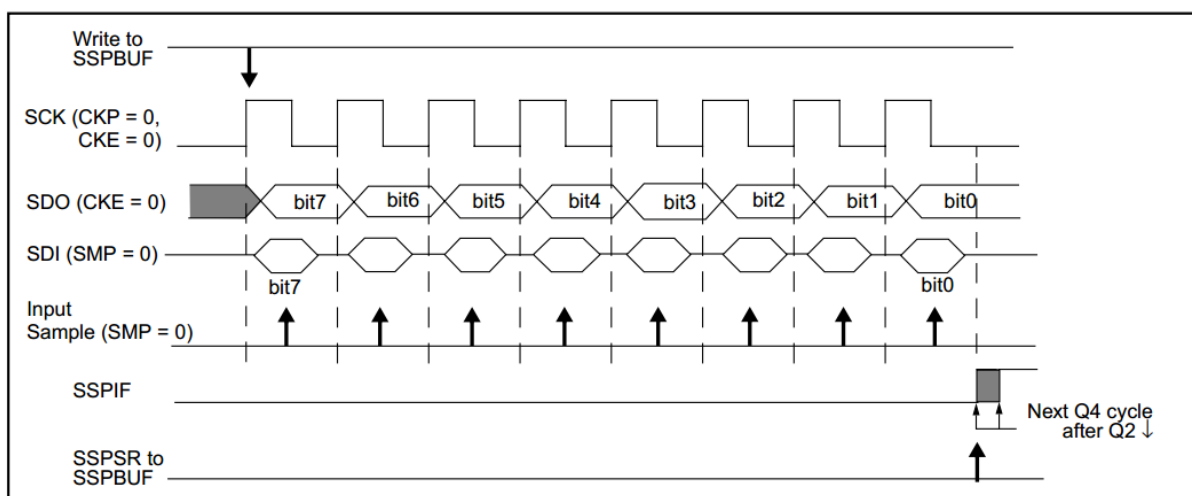 Write to
SSPBUF
SCK (CKP = 0,
CKE = 0)
SDO (CKE = 0)
bit7 bit6 bit5 bit4 bit3 bit2 bit1 bit0
SDI (SMP = 0)
bit7 bit0
Input
Sample (SMP = 0)
SSPIF
Next Q4 cycle
after Q2 ↓
SSPSR to
SSPBUF